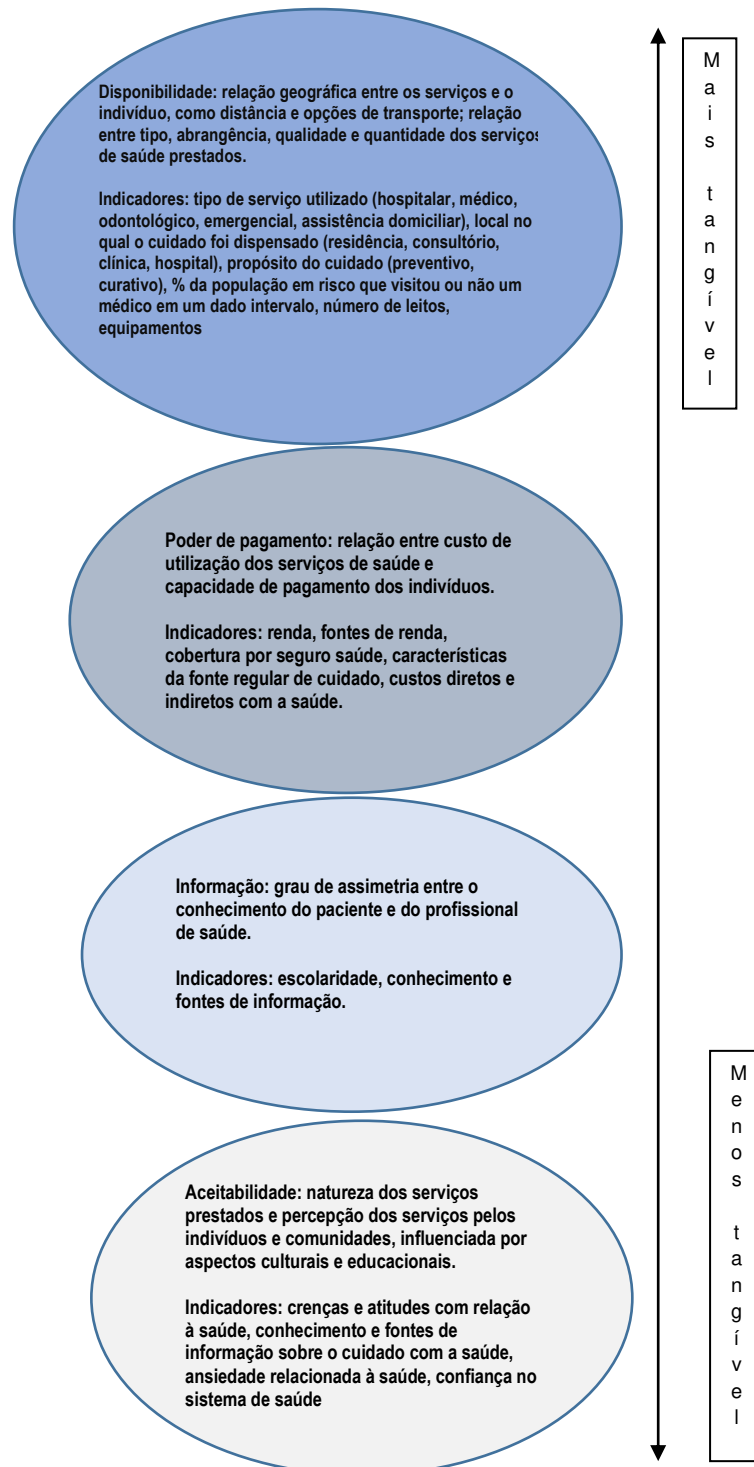 Disponibilidade: relação geográfica entre os serviços e o
indivíduo, como distância e opções de transporte; relação
entre tipo, abrangência, qualidade e quantidade dos serviços
de saúde prestados.
Indicadores: tipo de serviço utilizado (hospitalar, médico,
odontológico, emergencial, assistência domiciliar), local no
qual o cuidado foi dispensado (residência, consultório,
clínica, hospital), propósito do cuidado (preventivo,
curativo), % da população em risco que visitou ou não um
médico em um dado intervalo, número de leitos,
equipamentos
Mais tangível
Poder de pagamento: relação entre custo de
utilização dos serviços de saúde e
capacidade de pagamento dos indivíduos.
Indicadores: renda, fontes de renda,
cobertura por seguro saúde, características
da fonte regular de cuidado, custos diretos e
indiretos com a saúde.
Informação: grau de assimetria entre o
conhecimento do paciente e do profissional
de saúde.
Indicadores: escolaridade, conhecimento e
fontes de informação.
Aceitabilidade: natureza dos serviços
prestados e percepção dos serviços pelos
indivíduos e comunidades, influenciada por
aspectos culturais e educacionais.
Indicadores: crenças e atitudes com relação
à saúde, conhecimento e fontes de
informação sobre o cuidado com a saúde,
ansiedade relacionada à saúde, confiança no
sistema de saúde
Menos tangível